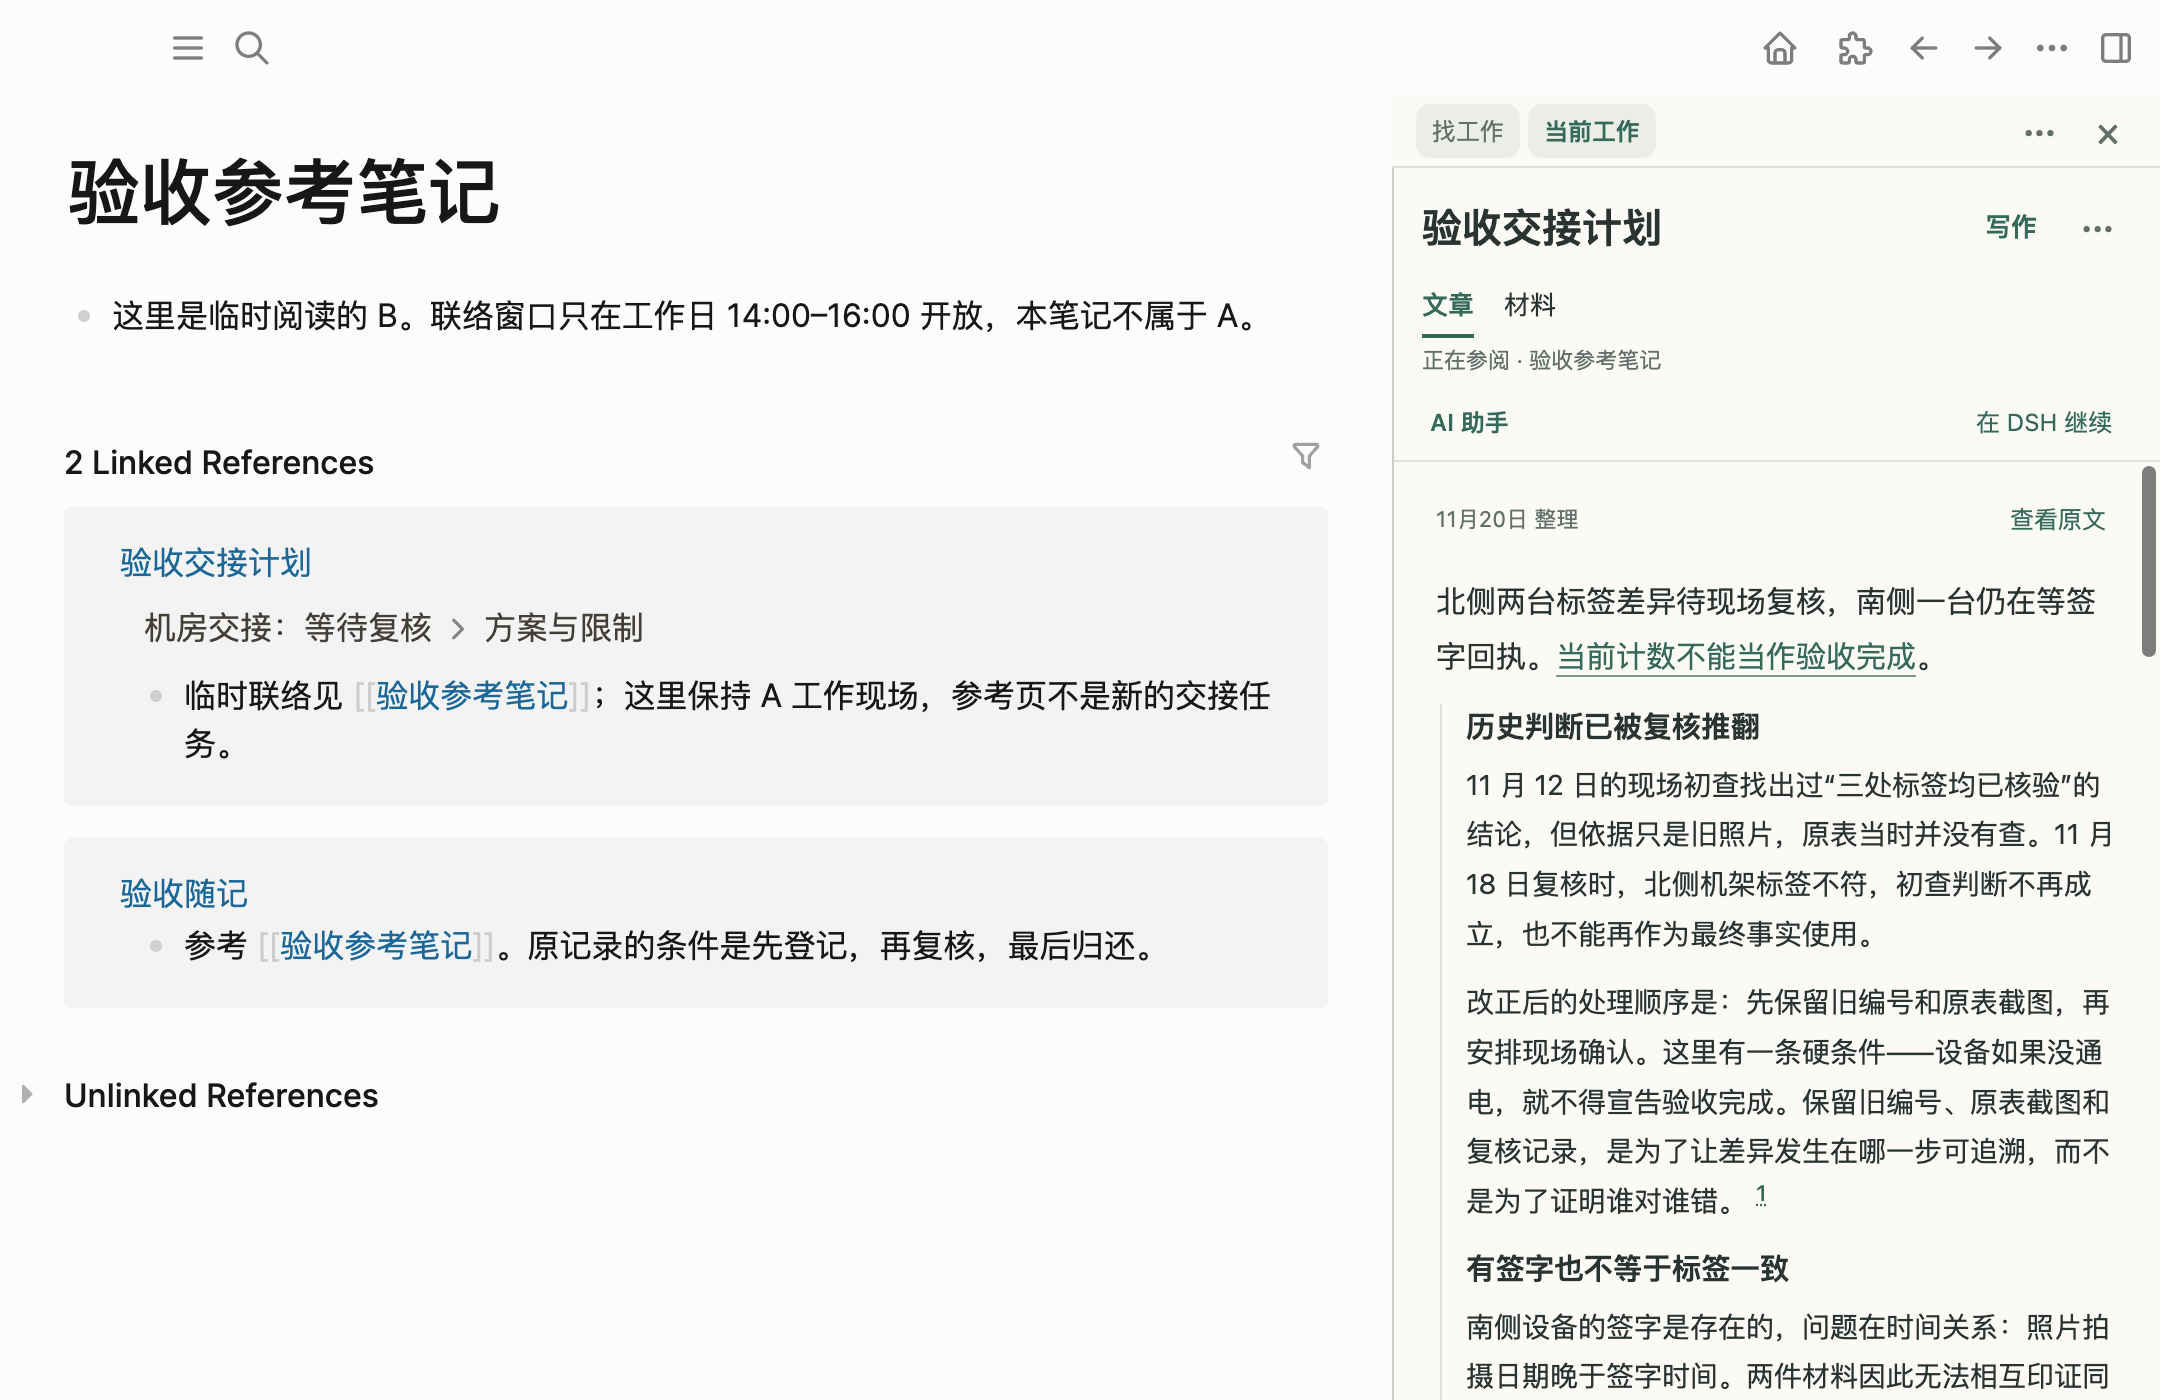 验收参考笔记
这里是临时阅读的 B。联络窗口只在工作日 14:00–16:00 开放，本笔记不属于 A。
2 Linked References
验收交接计划
机房交接：等待复核 > 方案与限制
临时联络见 [[验收参考笔记]]；这里保持 A 工作现场，参考页不是新的交接任
务。
验收随记
参考 [[验收参考笔记]]。原记录的条件是先登记，再复核，最后归还。
Unlinked References
找工作 当前工作
验收交接计划 写作
文章 材料
正在参阅 · 验收参考笔记
AI 助手 在 DSH 继续
11月20日 整理 查看原文
北侧两台标签差异待现场复核，南侧一台仍在等签
字回执。当前计数不能当作验收完成。
历史判断已被复核推翻
11 月 12 日的现场初查找出过“三处标签均已核验”的
结论，但依据只是旧照片，原表当时并没有查。11 月
18 日复核时，北侧机架标签不符，初查判断不再成
立，也不能再作为最终事实使用。
改正后的处理顺序是：先保留旧编号和原表截图，再
安排现场确认。这里有一条硬条件——设备如果没通
电，就不得宣告验收完成。保留旧编号、原表截图和
复核记录，是为了让差异发生在哪一步可追溯，而不
是为了证明谁对谁错。 1
有签字也不等于标签一致
南侧设备的签字是存在的，问题在时间关系：照片拍
摄日期晚于签字时间。两件材料因此无法相互印证同